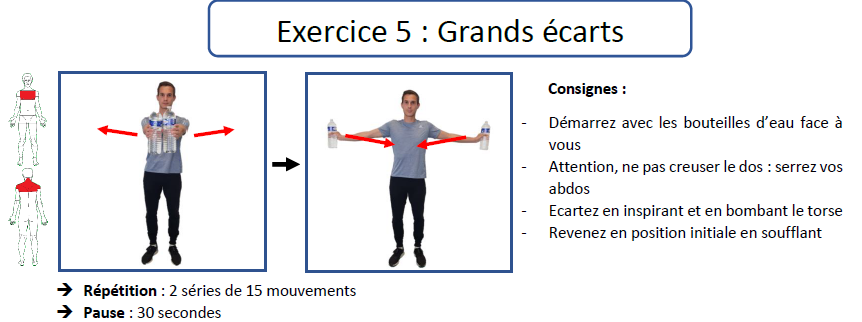 Exercice 5 : Grands écarts
Consignes :
- Démarrez avec les bouteilles d'eau face à
vous
- Attention, ne pas creuser le dos : serrez vos
abdos
- Ecartez en inspirant et en bombant le torse
- Revenez en position initiale en soufflant
➔ Répétition : 2 séries de 15 mouvements
➔ Pause : 30 secondes